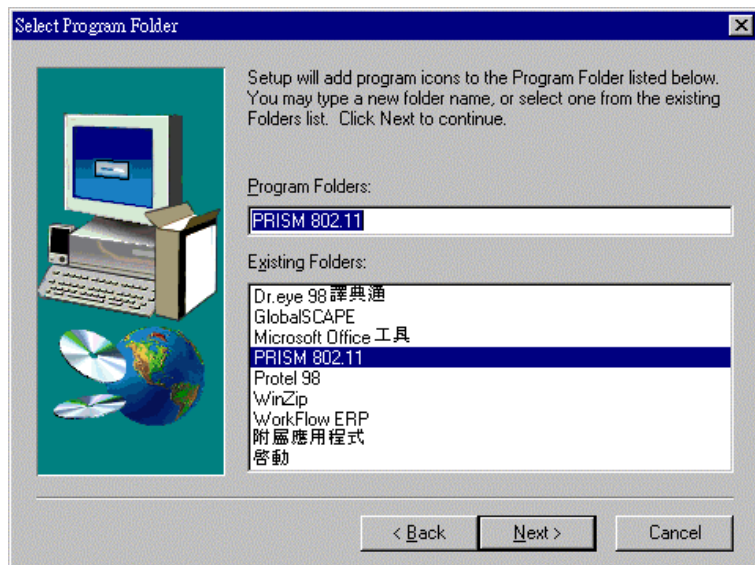 Select Program Folder
Setup will add program icons to the Program Folder listed below.
You may type a new folder name, or select one from the existing
Folders list. Click Next to continue.
Program Folders:
PRISM 802.11
Existing Folders:
Dr.eye 98 譯典通
GlobalSCAPE
Microsoft Office 工具
PRISM 802.11
Protel 98
WinZip
WorkFlow ERP
附屬應用程式
啓動
< Back
Next >
Cancel